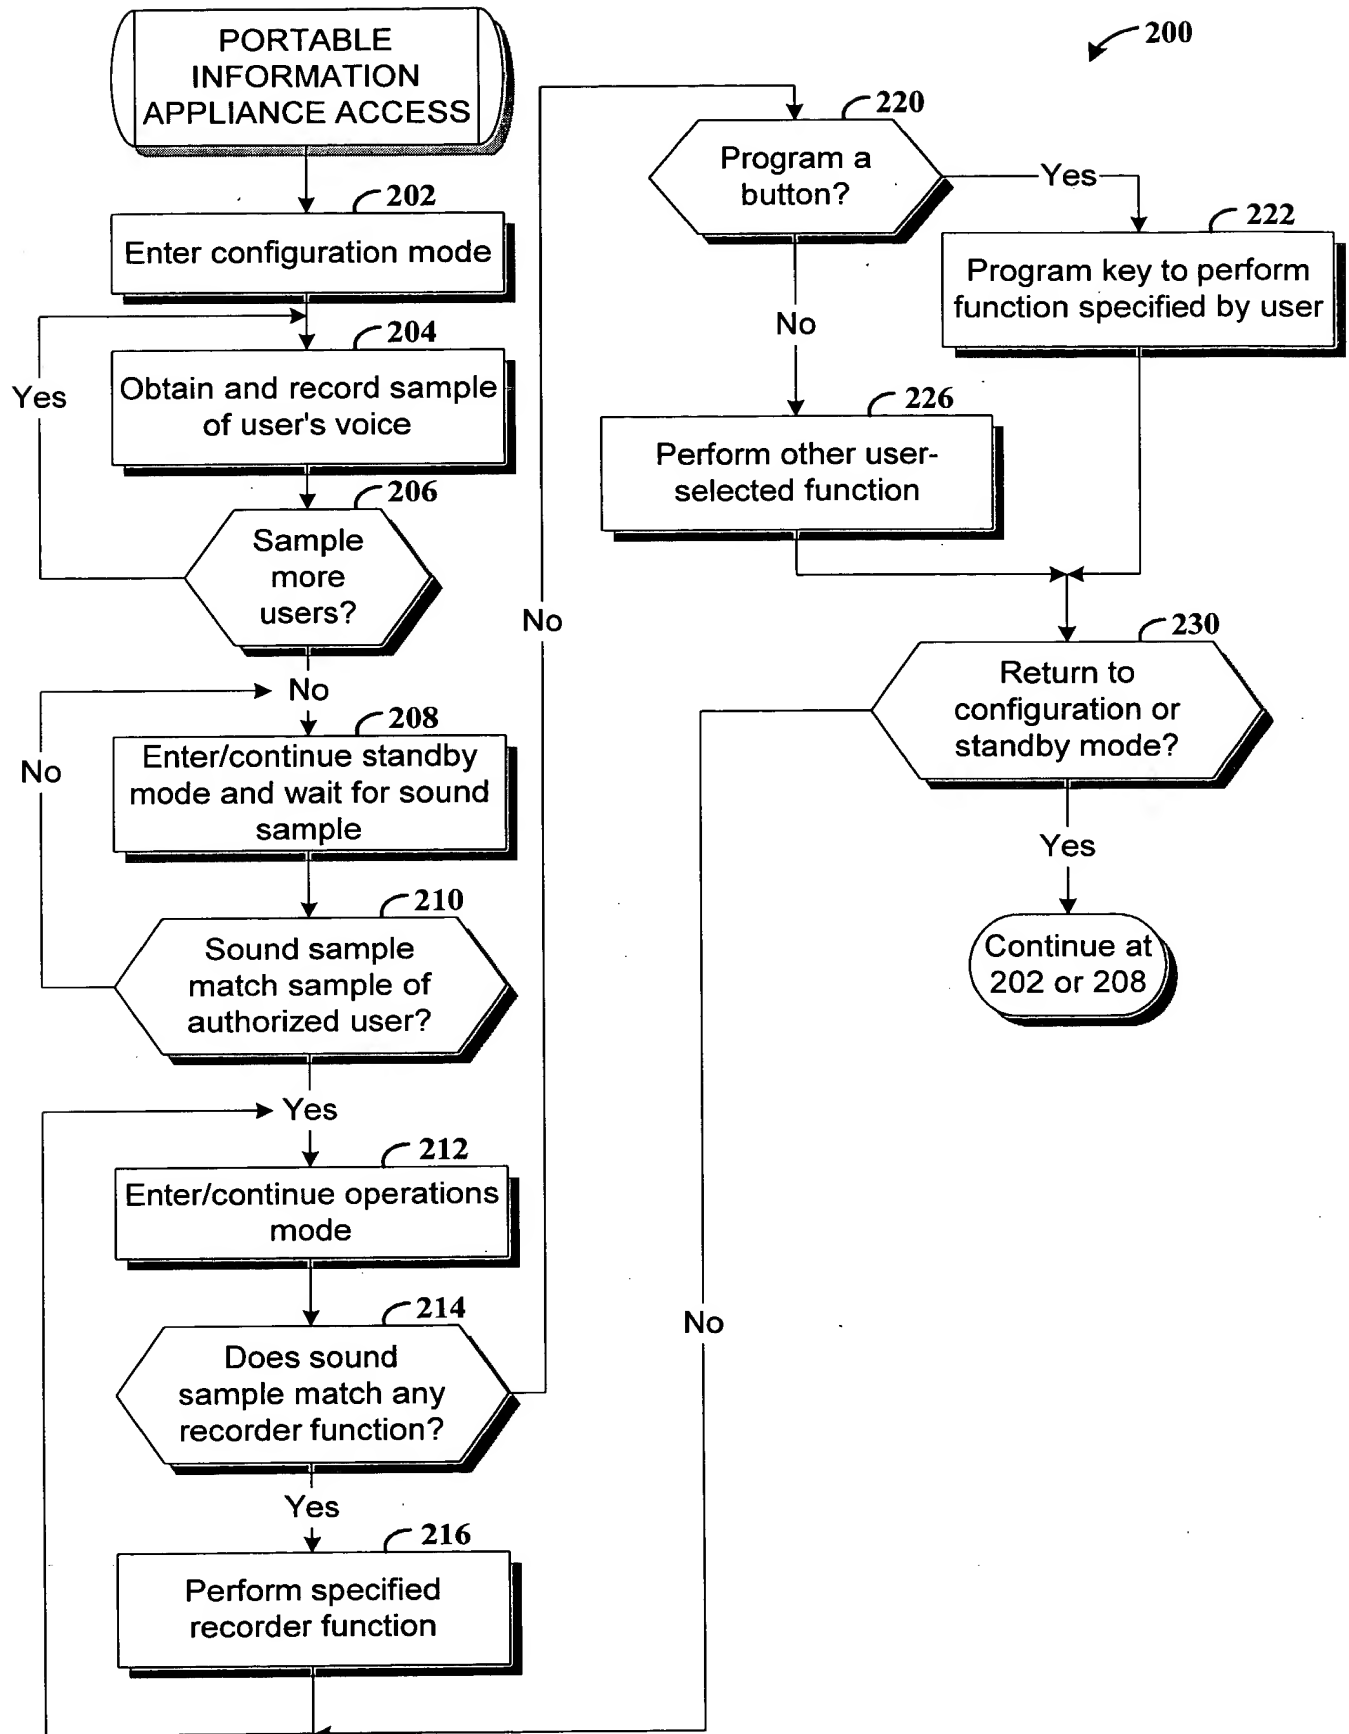 PORTABLE
INFORMATION
APPLIANCE ACCESS
202
Enter configuration mode
204
Yes
Obtain and record sample
of user's voice
206
Sample
more
users?
No
208
No
Enter/continue standby
mode and wait for sound
sample
210
Sound sample
match sample of
authorized user?
Yes
212
Enter/continue operations
mode
214
Does sound
sample match any
recorder function?
Yes
216
Perform specified
recorder function
No
200
220
Program a
button?
Yes
222
Program key to perform
function specified by user
No
226
Perform other user-
selected function
230
Return to
configuration or
standby mode?
Yes
Continue at
202 or 208
No